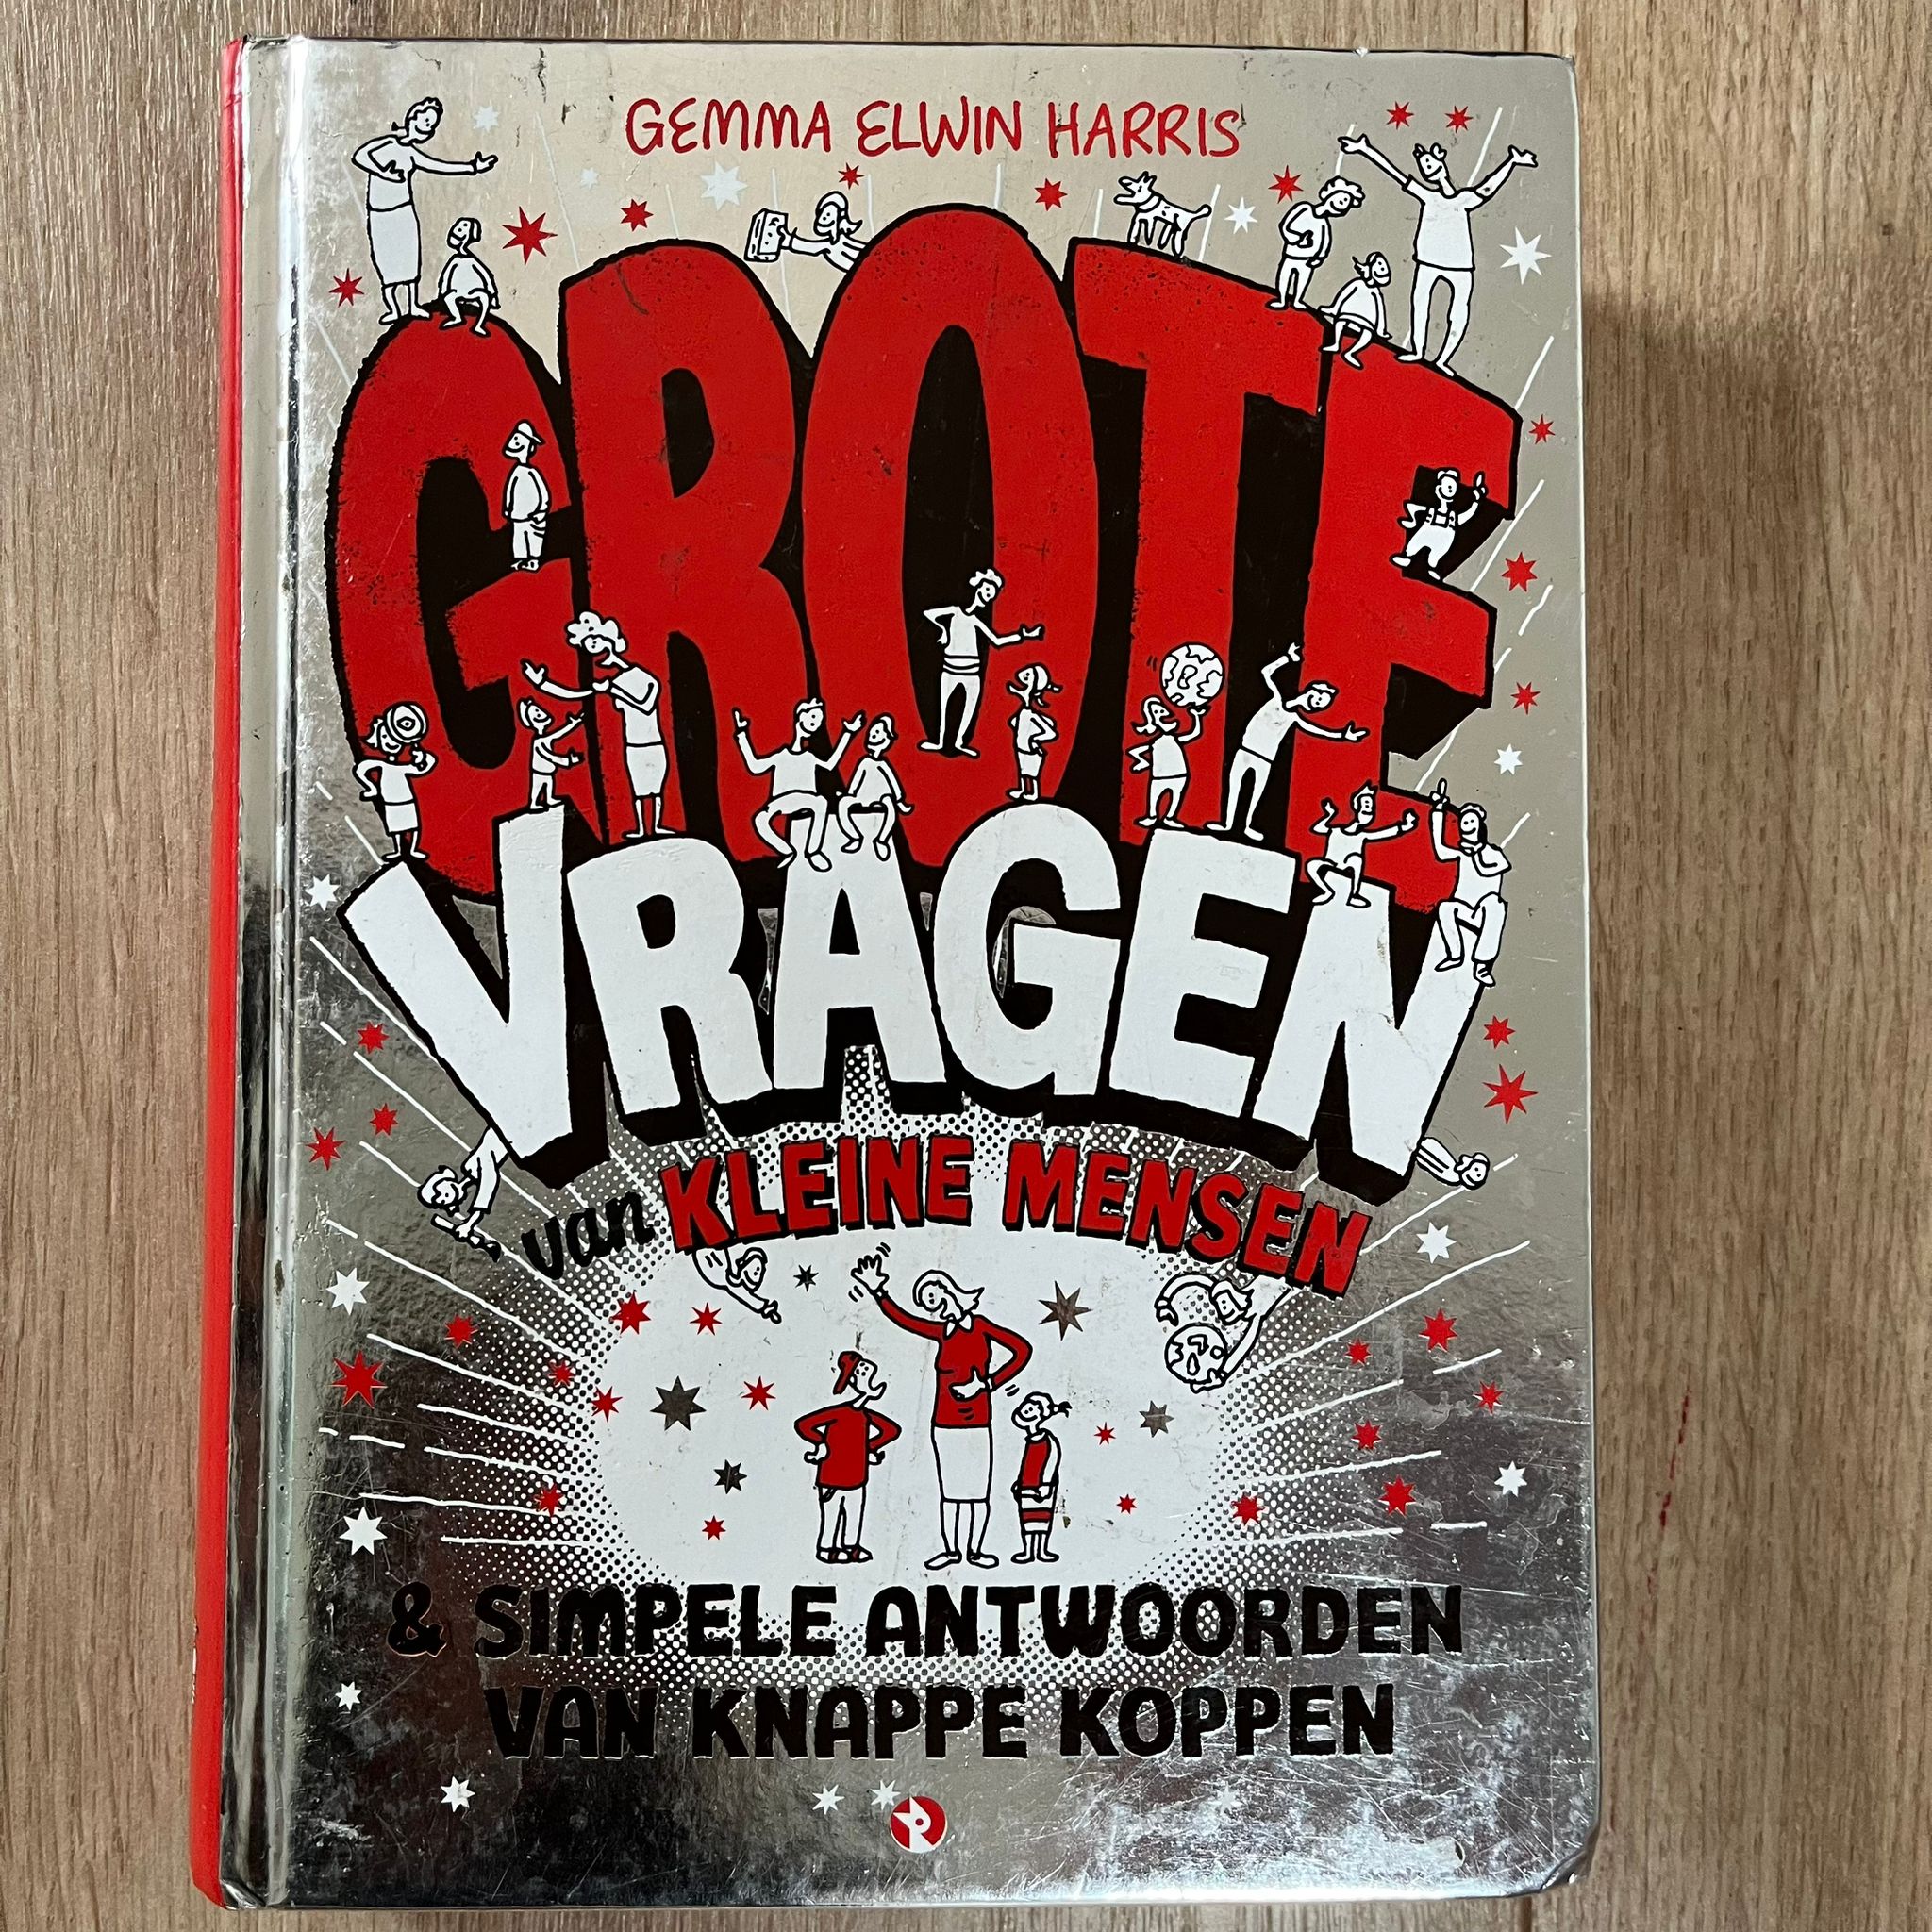 GEMMA ELWIN HARRIS
GROTE
VRAGEN
van KLEINE MENSEN
& SIMPELE ANTWOORDEN
VAN KNAPPE KOPPEN